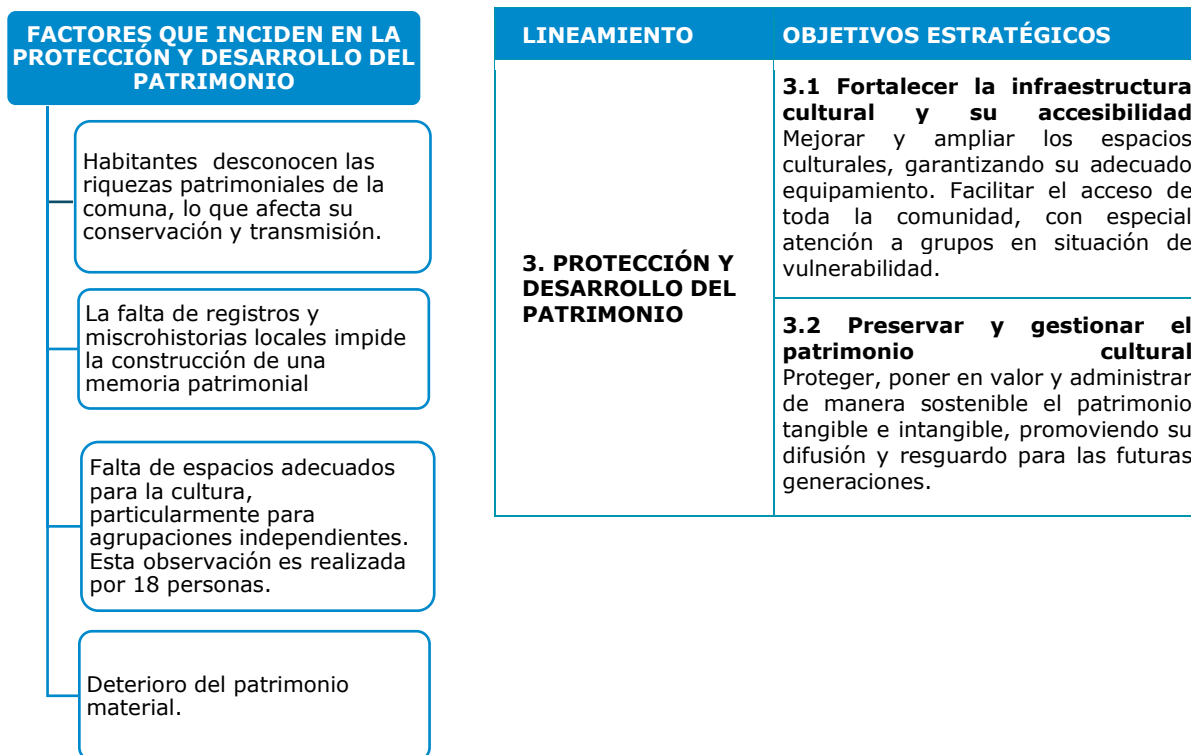 FACTORES QUE INCIDEN EN LA
PROTECCIÓN Y DESARROLLO DEL
PATRIMONIO
Habitantes desconocen las
riquezas patrimoniales de la
comuna, lo que afecta su
conservación y transmisión.
La falta de registros y
miscrohistorias locales impide
la construcción de una
memoria patrimonial
Falta de espacios adecuados
para la cultura,
particularmente para
agrupaciones independientes.
Esta observación es realizada
por 18 personas.
Deterioro del patrimonio
material.
LINEAMIENTO
OBJETIVOS ESTRATÉGICOS
3. PROTECCIÓN Y
DESARROLLO DEL
PATRIMONIO
3.1 Fortalecer la infraestructura
cultural y su accesibilidad
Mejorar y ampliar los espacios
culturales, garantizando su adecuado
equipamiento. Facilitar el acceso de
toda la comunidad, con especial
atención a grupos en situación de
vulnerabilidad.
3.2 Preservar y gestionar el
patrimonio cultural
Proteger, poner en valor y administrar
de manera sostenible el patrimonio
tangible e intangible, promoviendo su
difusión y resguardo para las futuras
generaciones.